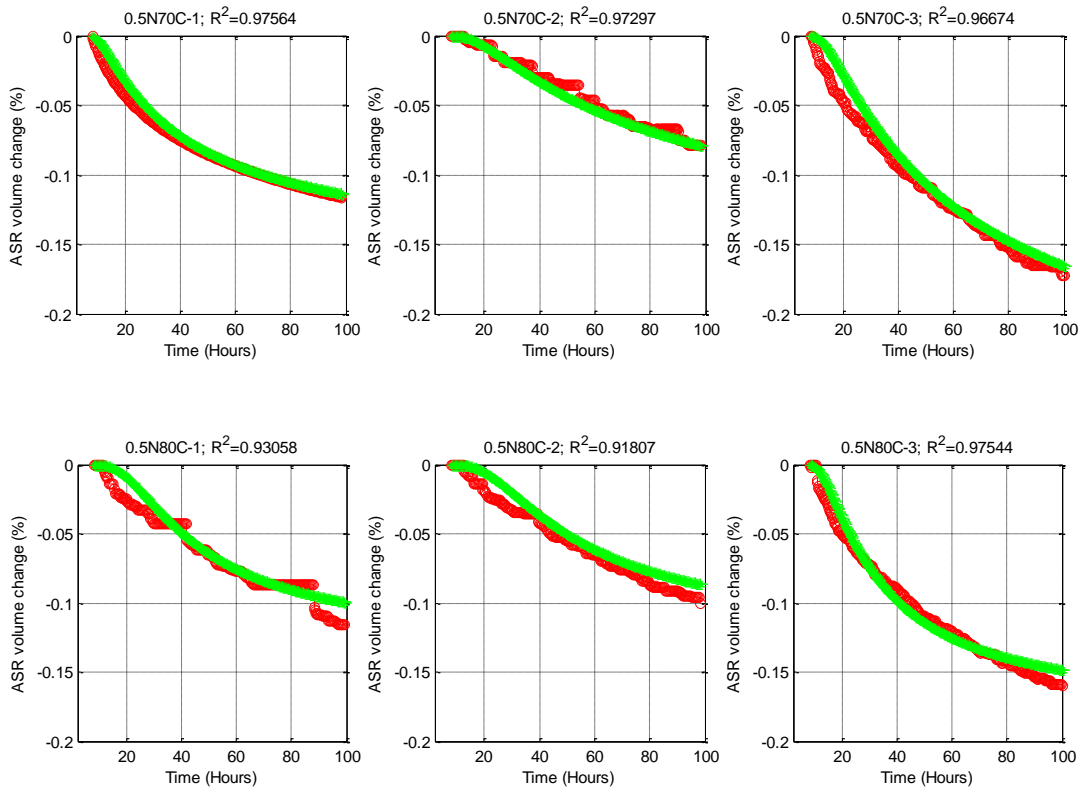 0.5N70C-1; R²=0.97564
0
-0.05
-0.1
-0.15
-0.2
ASR volume change (%)
20 40 60 80 100
Time (Hours)
0.5N70C-2; R²=0.97297
0
-0.05
-0.1
-0.15
-0.2
ASR volume change (%)
20 40 60 80 100
Time (Hours)
0.5N70C-3; R²=0.96674
0
-0.05
-0.1
-0.15
-0.2
ASR volume change (%)
20 40 60 80 100
Time (Hours)
0.5N80C-1; R²=0.93058
0
-0.05
-0.1
-0.15
-0.2
ASR volume change (%)
20 40 60 80 100
Time (Hours)
0.5N80C-2; R²=0.91807
0
-0.05
-0.1
-0.15
-0.2
ASR volume change (%)
20 40 60 80 100
Time (Hours)
0.5N80C-3; R²=0.97544
0
-0.05
-0.1
-0.15
-0.2
ASR volume change (%)
20 40 60 80 100
Time (Hours)